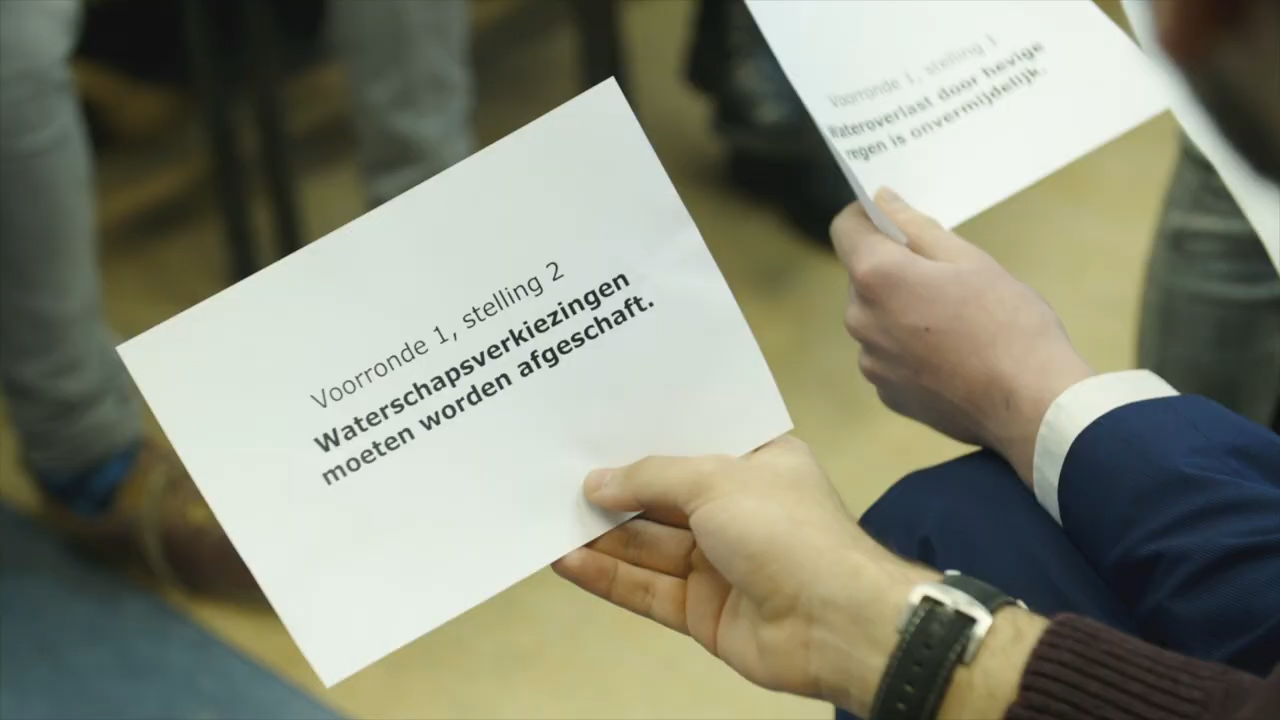 Voorronde 1, stelling 2
Waterschapsverkiezingen
moeten worden afgeschaft.
Voorronde 1, stelling 1
Wateroverlast door hevige
regen is onvermijdelijk.